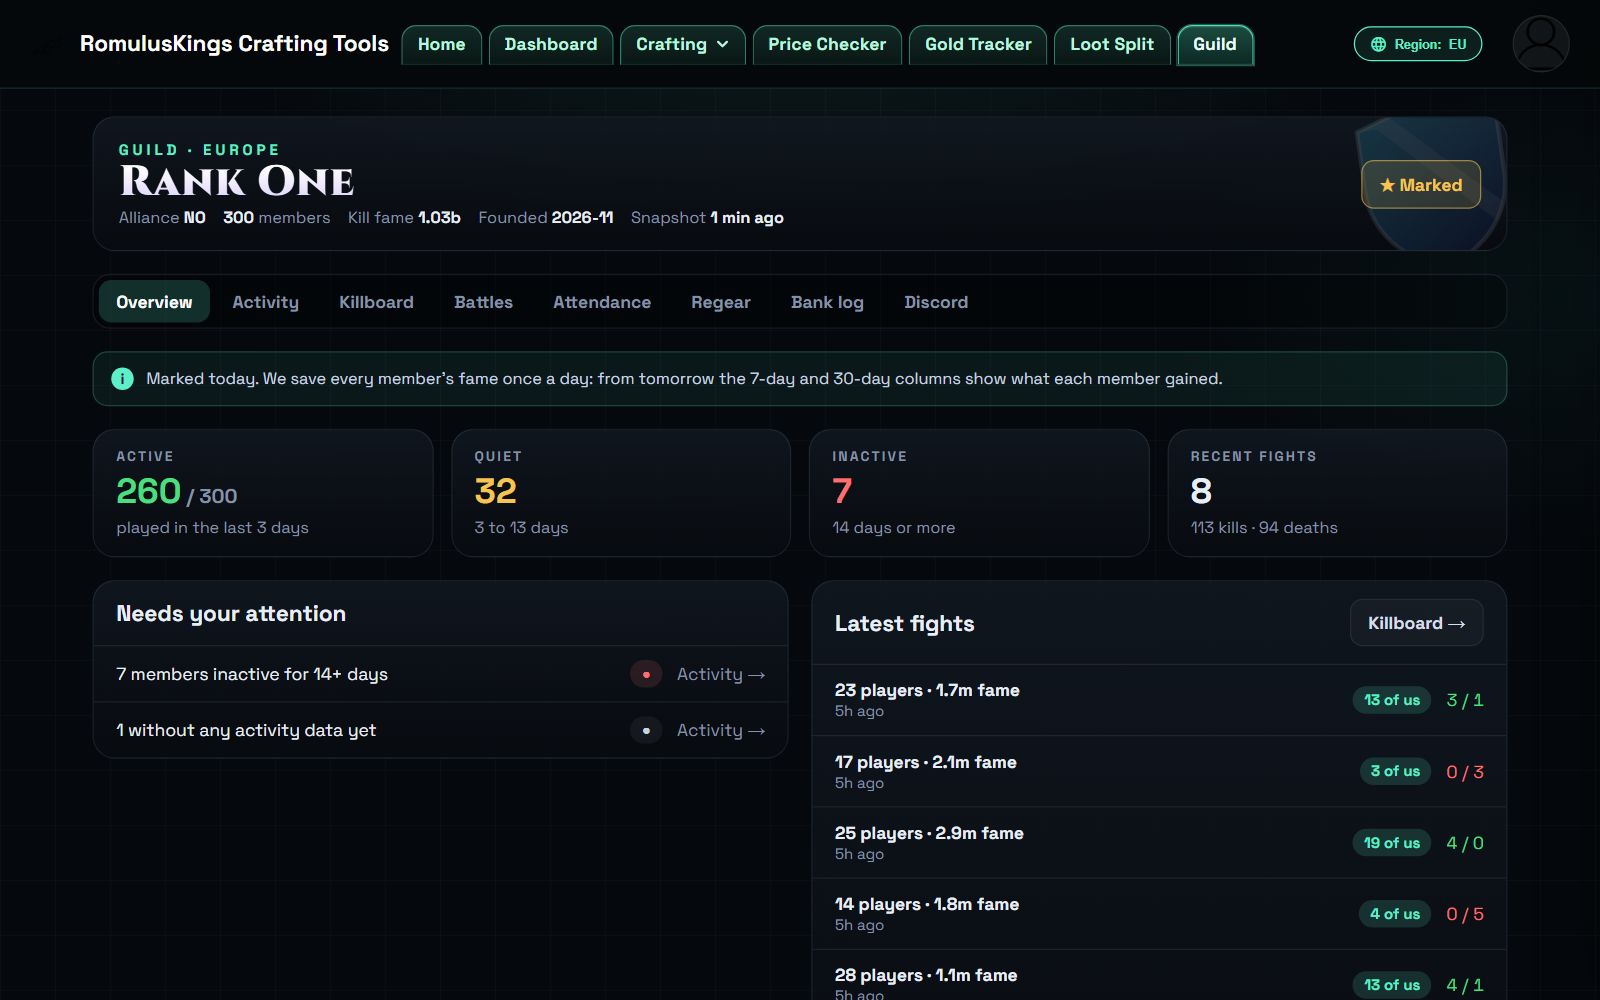 RomulusKings Crafting Tools
Home
Dashboard
Crafting
Price Checker
Gold Tracker
Loot Split
Guild
Region: EU
GUILD · EUROPE
RANK ONE
Alliance NO 300 members Kill fame 1.03b Founded 2026-11 Snapshot 1 min ago
★ Marked
Overview
Activity
Killboard
Battles
Attendance
Regear
Bank log
Discord
Marked today. We save every member's fame once a day: from tomorrow the 7-day and 30-day columns show what each member gained.
ACTIVE
260 / 300
played in the last 3 days
QUIET
32
3 to 13 days
INACTIVE
7
14 days or more
RECENT FIGHTS
8
113 kills · 94 deaths
Needs your attention
7 members inactive for 14+ days
Activity →
1 without any activity data yet
Activity →
Latest fights
Killboard →
23 players · 1.7m fame
5h ago
13 of us
3 / 1
17 players · 2.1m fame
5h ago
3 of us
0 / 3
25 players · 2.9m fame
5h ago
19 of us
4 / 0
14 players · 1.8m fame
5h ago
4 of us
0 / 5
28 players · 1.1m fame
5h ago
13 of us
4 / 1